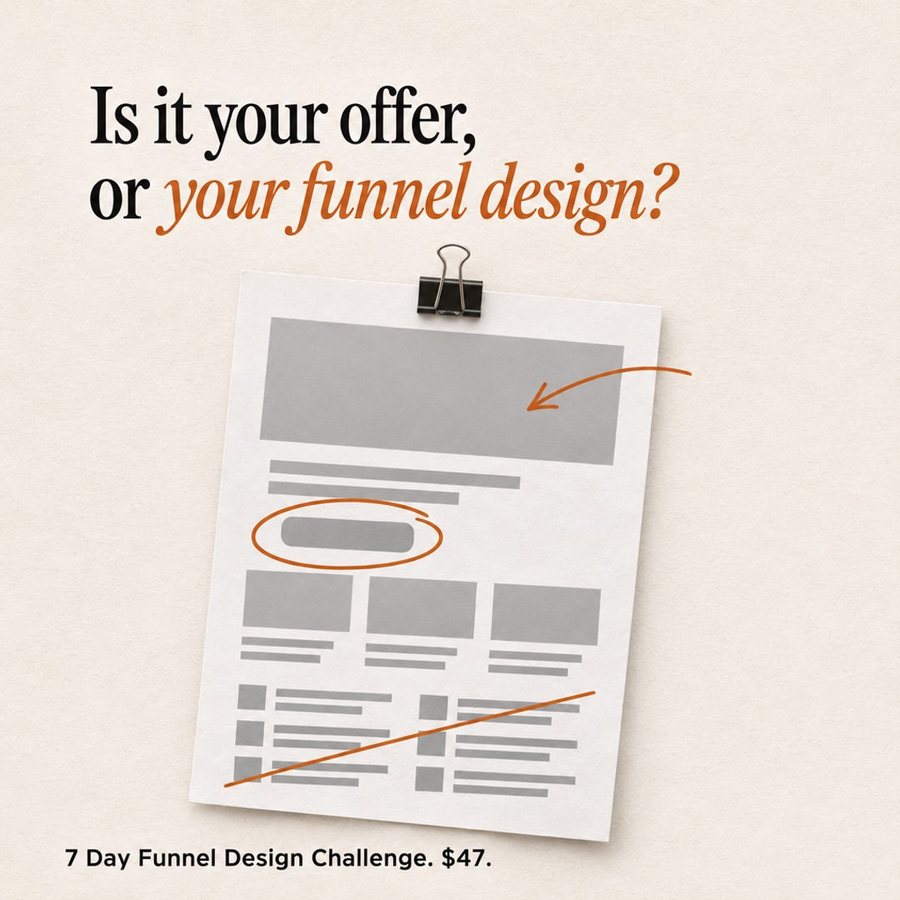 Is it your offer,
or your funnel design?
7 Day Funnel Design Challenge. $47.